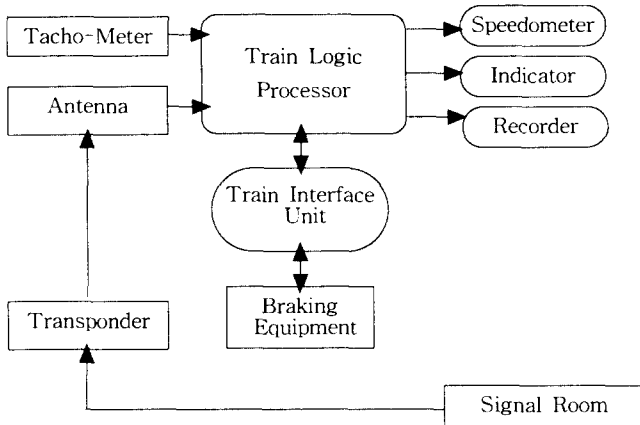 Tacho-Meter
Train Logic
Processor
Speedometer
Indicator
Antenna
Recorder
Train Interface
Unit
Transponder
Braking
Equipment
Signal Room